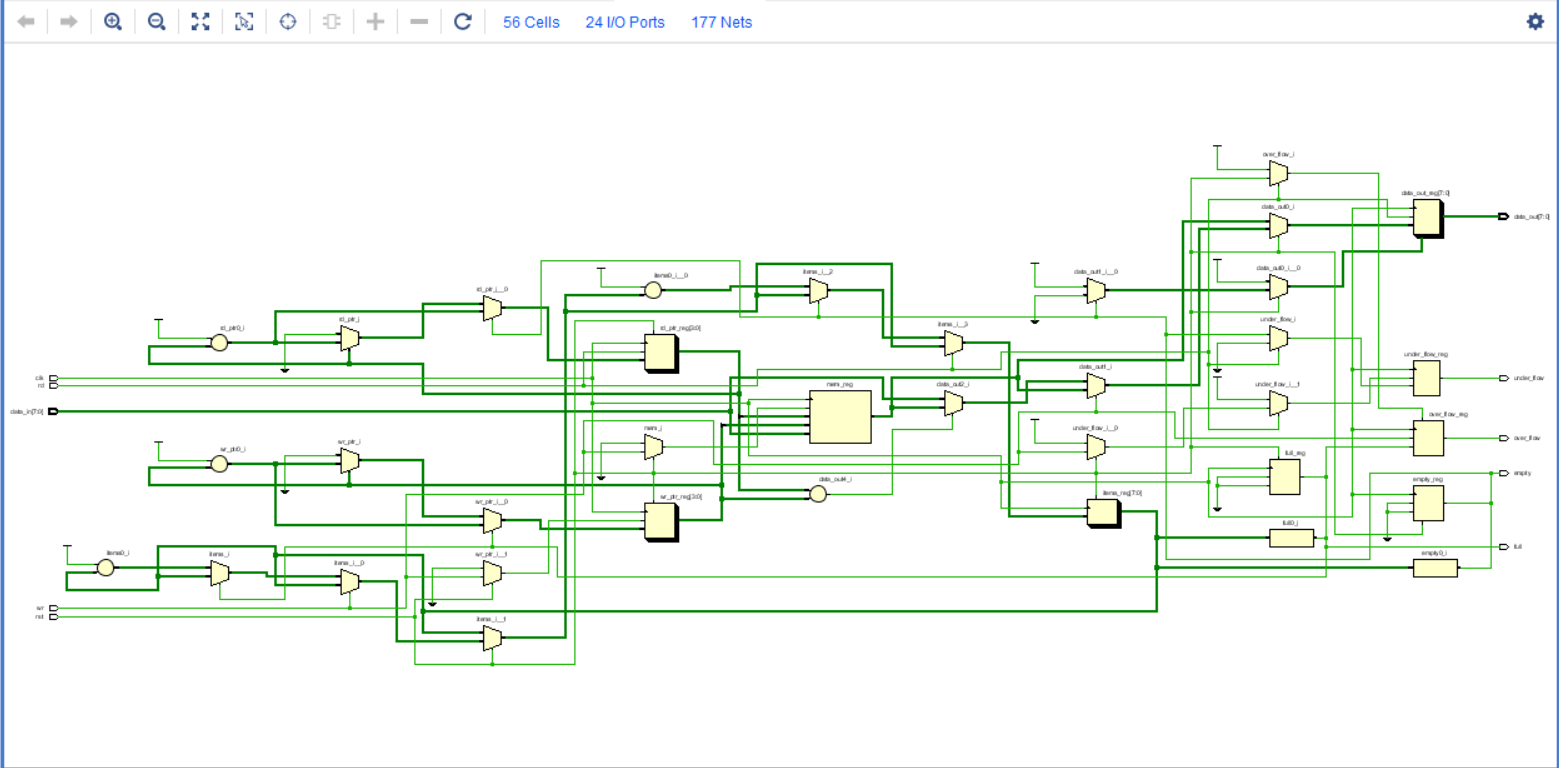 56 Cells 24 I/O Ports 177 Nets
over_flow_i
data_out_reg[7:0]
data_out0_i
data_out[7:0]
data_out1_i__0
data_out0_i__0
items0_i__0
items_i__2
rd_ptr_i__0
rd_ptr0_i
rd_ptr_i
rd_ptr_reg[3:0]
items_i__3
under_flow_i
under_flow_reg
clk
rd
under_flow
mem_reg
data_out2_i
data_out1_i
under_flow_i__1
data_in[7:0]
over_flow_reg
wr_ptr0_i
wr_ptr_i
mem_i
under_flow_i__0
over_flow
full_reg
empty
data_out4_i
empty_reg
wr_ptr_i__0
wr_ptr_reg[3:0]
items_reg[7:0]
full0_i
full
items0_i
items_i
items_i__0
wr_ptr_i__1
empty0_i
wr
rst
items_i__1